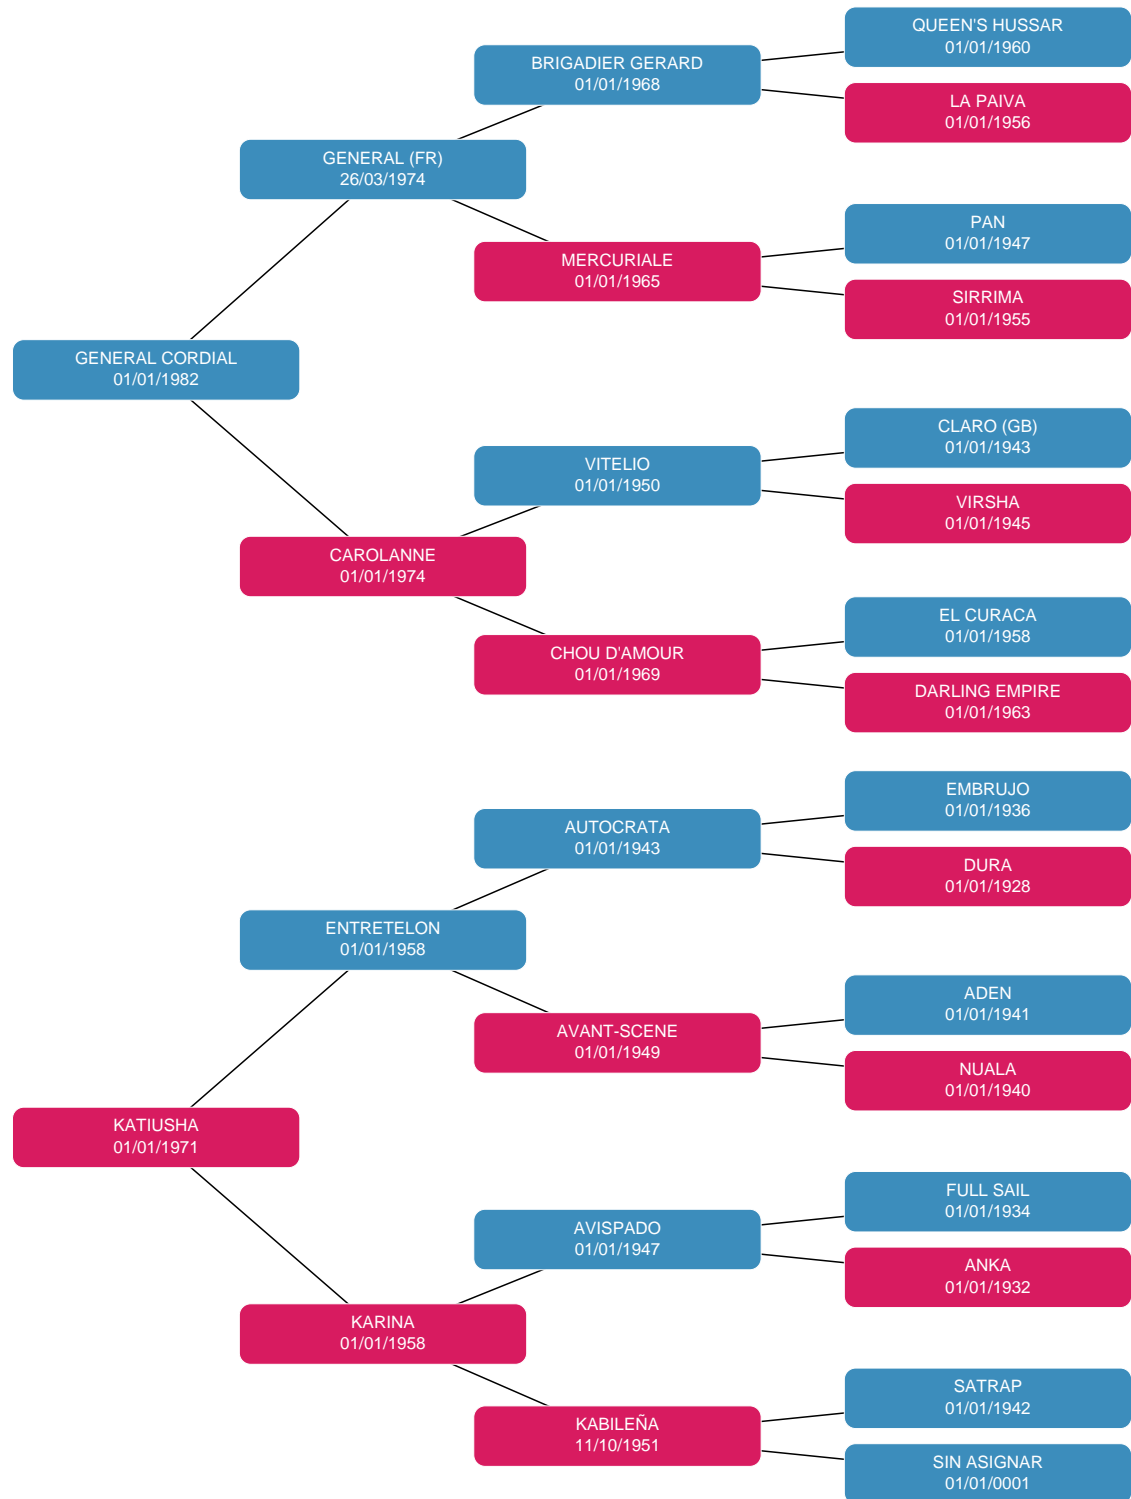 QUEEN'S HUSSAR
01/01/1960
BRIGADIER GERARD
01/01/1968
LA PAIVA
01/01/1956
GENERAL (FR)
26/03/1974
PAN
01/01/1947
MERCURIALE
01/01/1965
SIRRIMA
01/01/1955
GENERAL CORDIAL
01/01/1982
CLARO (GB)
01/01/1943
VITELIO
01/01/1950
VIRSHA
01/01/1945
CAROLANNE
01/01/1974
EL CURACA
01/01/1958
CHOU D'AMOUR
01/01/1969
DARLING EMPIRE
01/01/1963
EMBRUJO
01/01/1936
AUTOCRATA
01/01/1943
DURA
01/01/1928
ENTRETELON
01/01/1958
ADEN
01/01/1941
AVANT-SCENE
01/01/1949
NUALA
01/01/1940
KATIUSHA
01/01/1971
FULL SAIL
01/01/1934
AVISPADO
01/01/1947
ANKA
01/01/1932
KARINA
01/01/1958
SATRAP
01/01/1942
KABILEÑA
11/10/1951
SIN ASIGNAR
01/01/0001